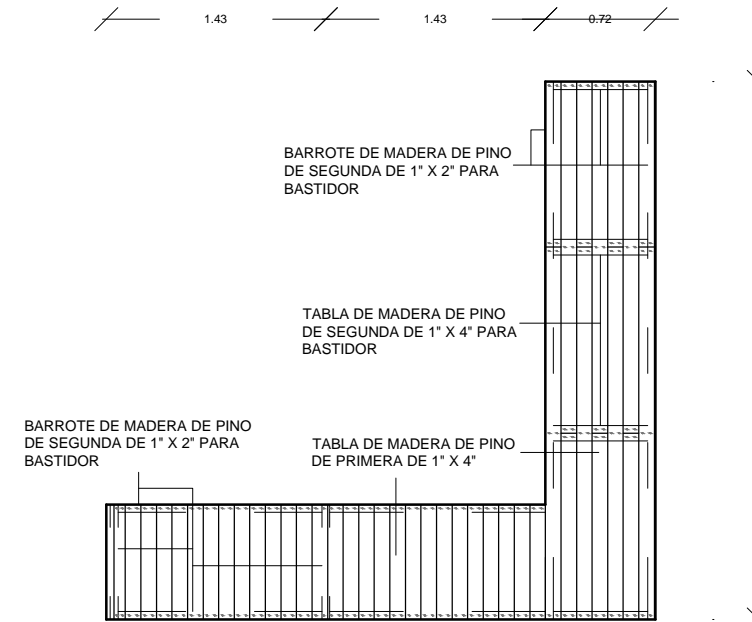 1.43
1.43
0.72
BARROTE DE MADERA DE PINO
DE SEGUNDA DE 1" X 2" PARA
BASTIDOR
TABLA DE MADERA DE PINO
DE SEGUNDA DE 1" X 4" PARA
BASTIDOR
BARROTE DE MADERA DE PINO
DE SEGUNDA DE 1" X 2" PARA
BASTIDOR
TABLA DE MADERA DE PINO
DE PRIMERA DE 1" X 4"